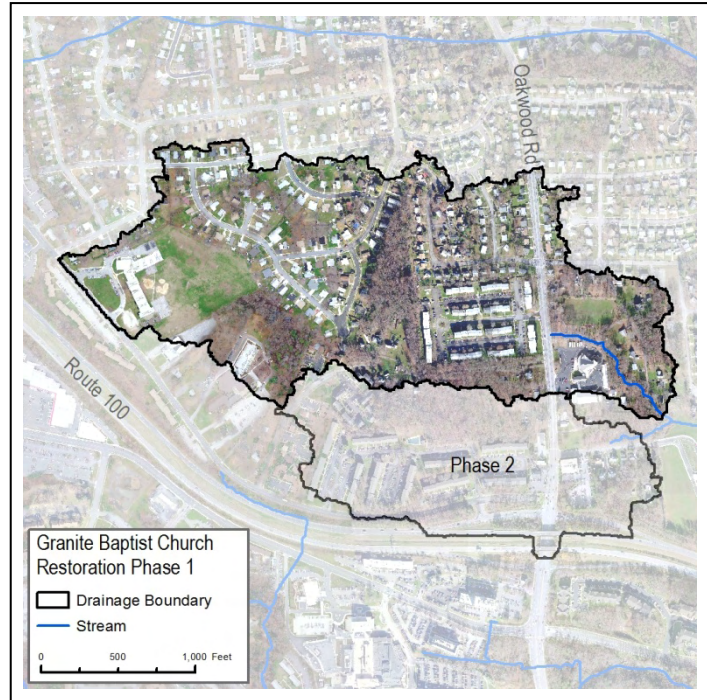 Oakwood Rd
Route 100
Phase 2
Granite Baptist Church
Restoration Phase 1
Drainage Boundary
Stream
0 500 1,000 Feet